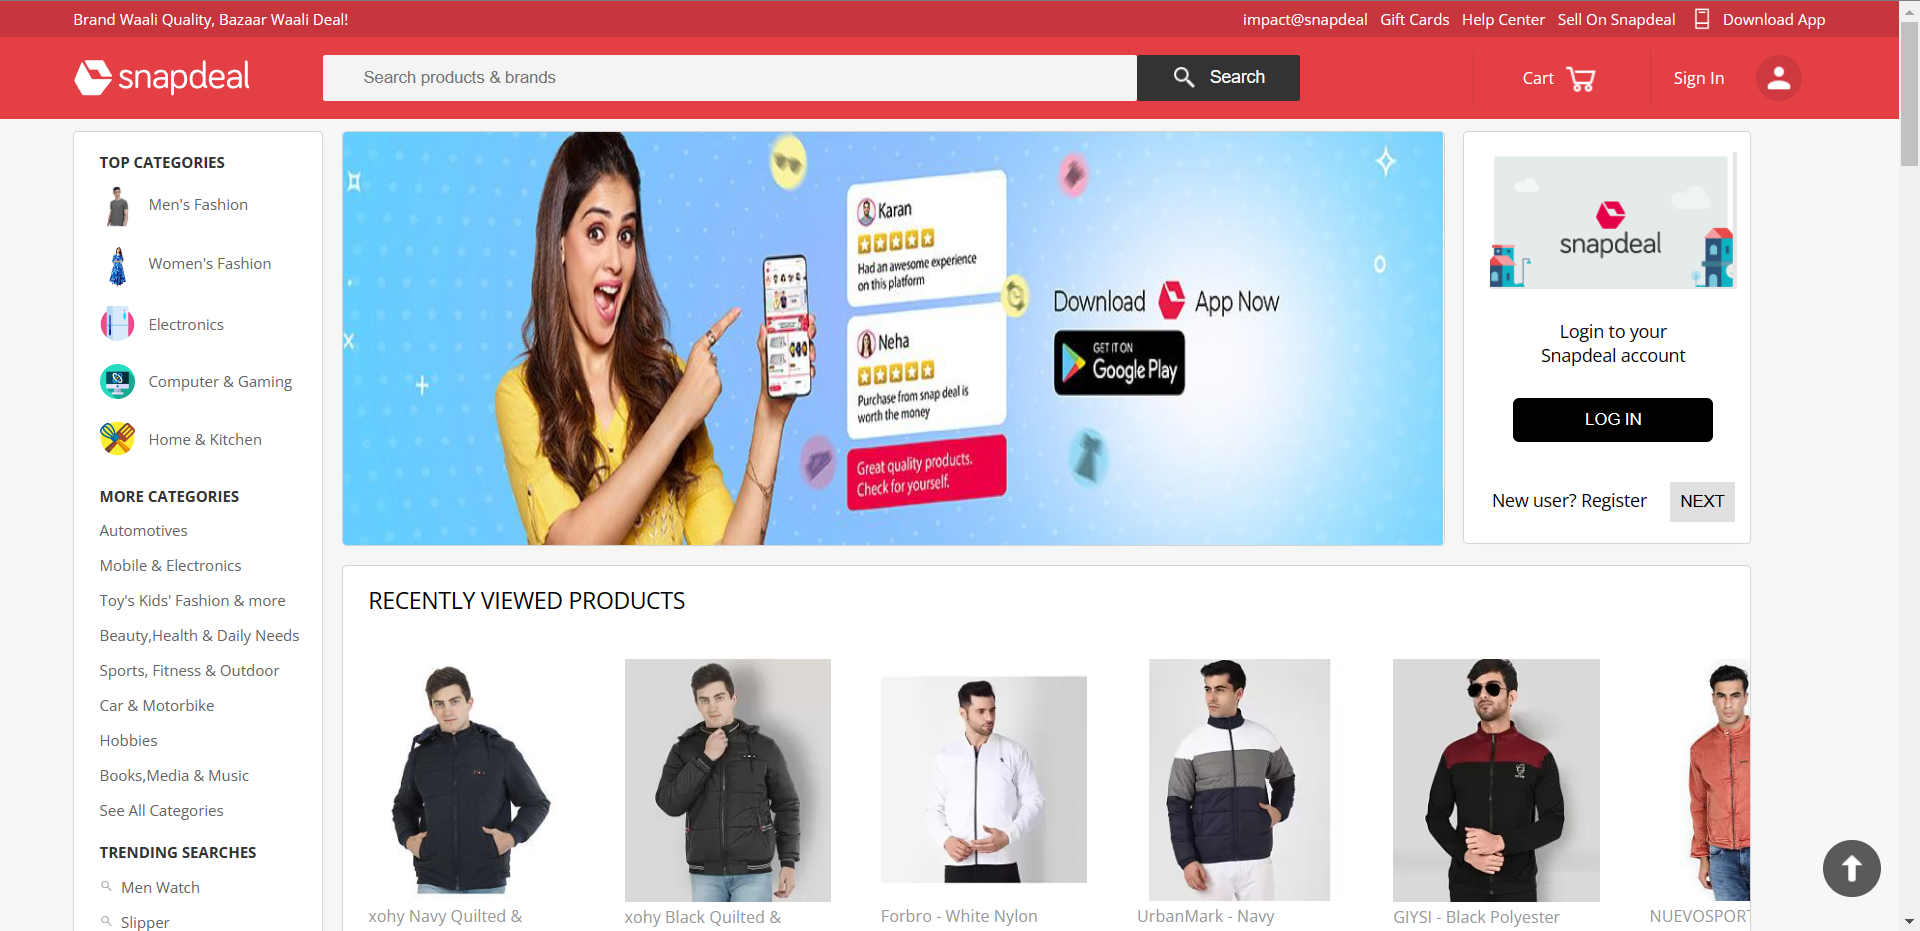 Brand Waali Quality, Bazaar Waali Deal!
impact@snapdeal Gift Cards Help Center Sell On Snapdeal Download App
snapdeal
Search products & brands
Search
Cart
Sign In
TOP CATEGORIES
Men's Fashion
Women's Fashion
Electronics
Computer & Gaming
Home & Kitchen
MORE CATEGORIES
Automotives
Mobile & Electronics
Toy's Kids' Fashion & more
Beauty,Health & Daily Needs
Sports, Fitness & Outdoor
Car & Motorbike
Hobbies
Books,Media & Music
See All Categories
TRENDING SEARCHES
Men Watch
Slipper
Karan
Had an awesome experience
on this platform
Neha
Purchase from snap deal is
worth the money
Great quality products.
Check for yourself.
Download App Now
GET IT ON
Google Play
snapdeal
Login to your
Snapdeal account
LOG IN
New user? Register
NEXT
RECENTLY VIEWED PRODUCTS
xohy Navy Quilted &
xohy Black Quilted &
Forbro - White Nylon
UrbanMark - Navy
GIYSI - Black Polyester
NUEVOSPORT